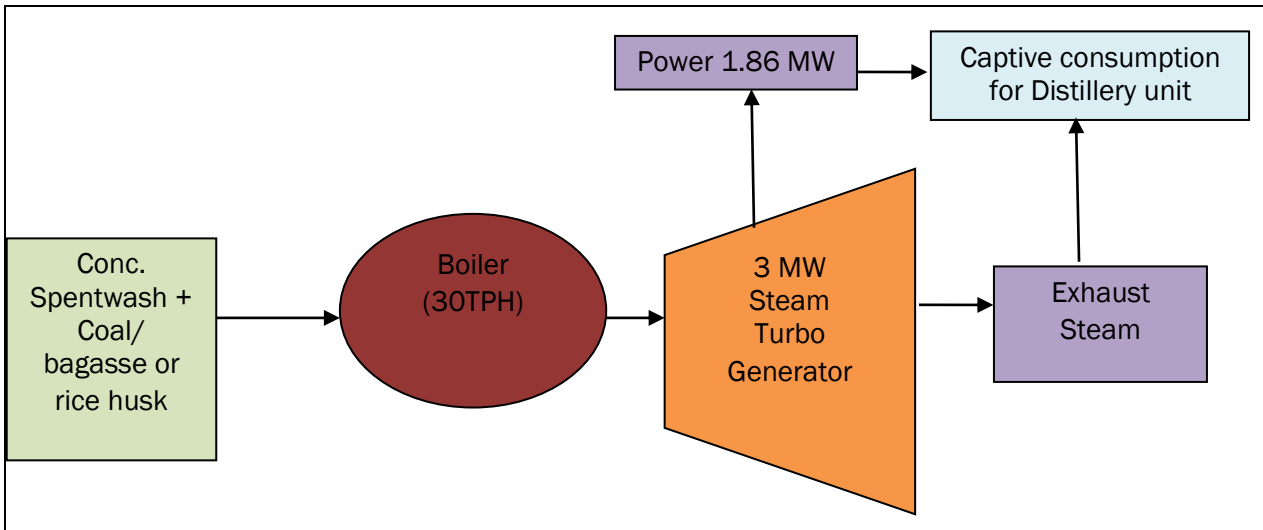 Power 1.86 MW
Captive consumption
for Distillery unit
Conc.
Spentwash +
Coal/
bagasse or
rice husk
Boiler
(30TPH)
3 MW
Steam
Turbo
Generator
Exhaust
Steam